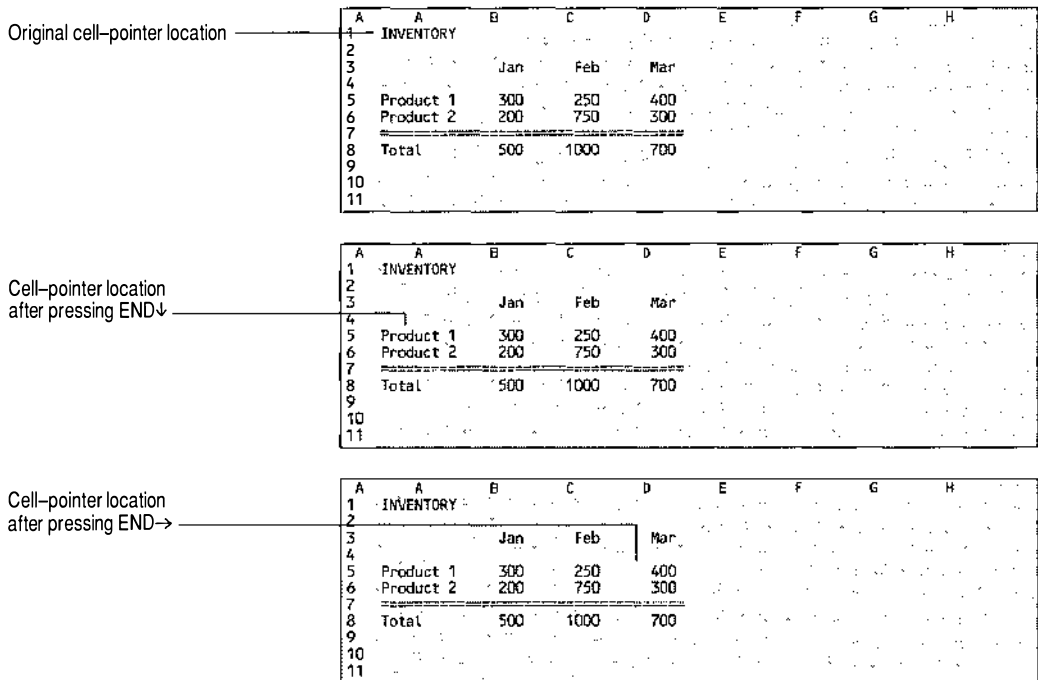 Original cell–pointer location
A A B C D E F G H
1 INVENTORY
2
3 Jan Feb Mar
4
5 Product 1 300 250 400
6 Product 2 200 750 300
7 ==============================
8 Total 500 1000 700
9
10
11
Cell–pointer location
after pressing END↓
A A B C D E F G H
1 INVENTORY
2
3 Jan Feb Mar
4
5 Product 1 300 250 400
6 Product 2 200 750 300
7 ==============================
8 Total 500 1000 700
9
10
11
Cell–pointer location
after pressing END→
A A B C D E F G H
1 INVENTORY
2
3 Jan Feb Mar
4
5 Product 1 300 250 400
6 Product 2 200 750 300
7 ==============================
8 Total 500 1000 700
9
10
11